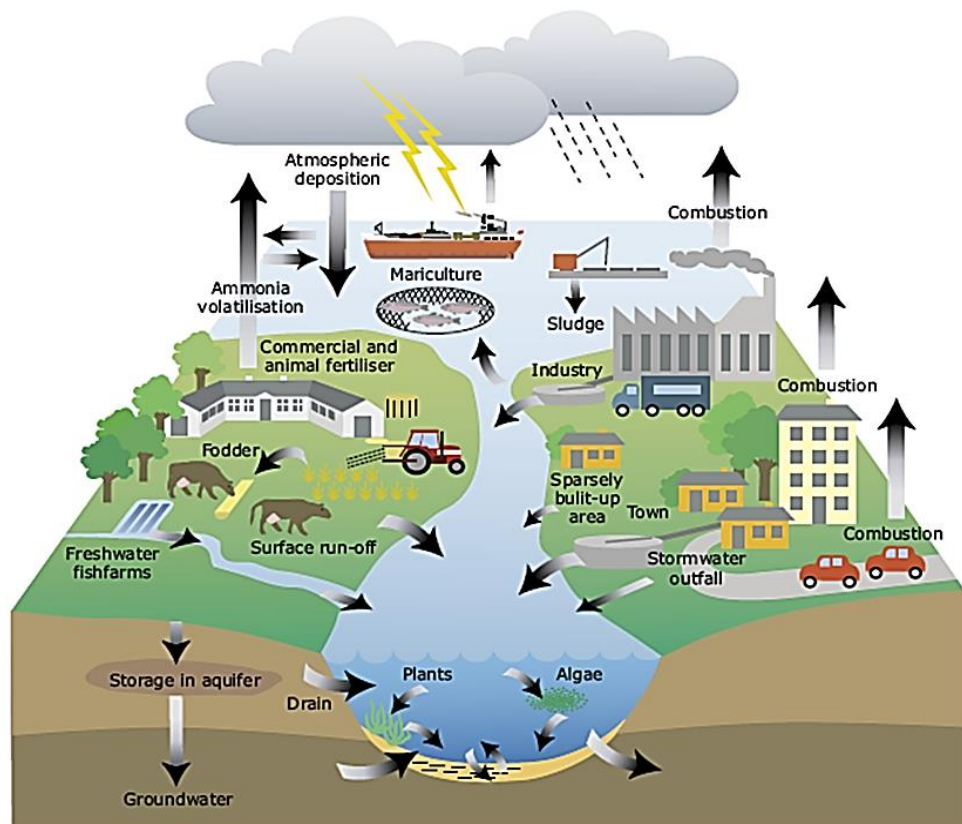 Atmospheric
deposition
Combustion
Mariculture
Ammonia
volatilisation
Sludge
Commercial and
animal fertiliser
Industry
Combustion
Fodder
Sparsely
bulit-up
area
Town
Surface run-off
Combustion
Freshwater
fishfarms
Stormwater
outfall
Storage in aquifer
Plants
Algae
Drain
Groundwater